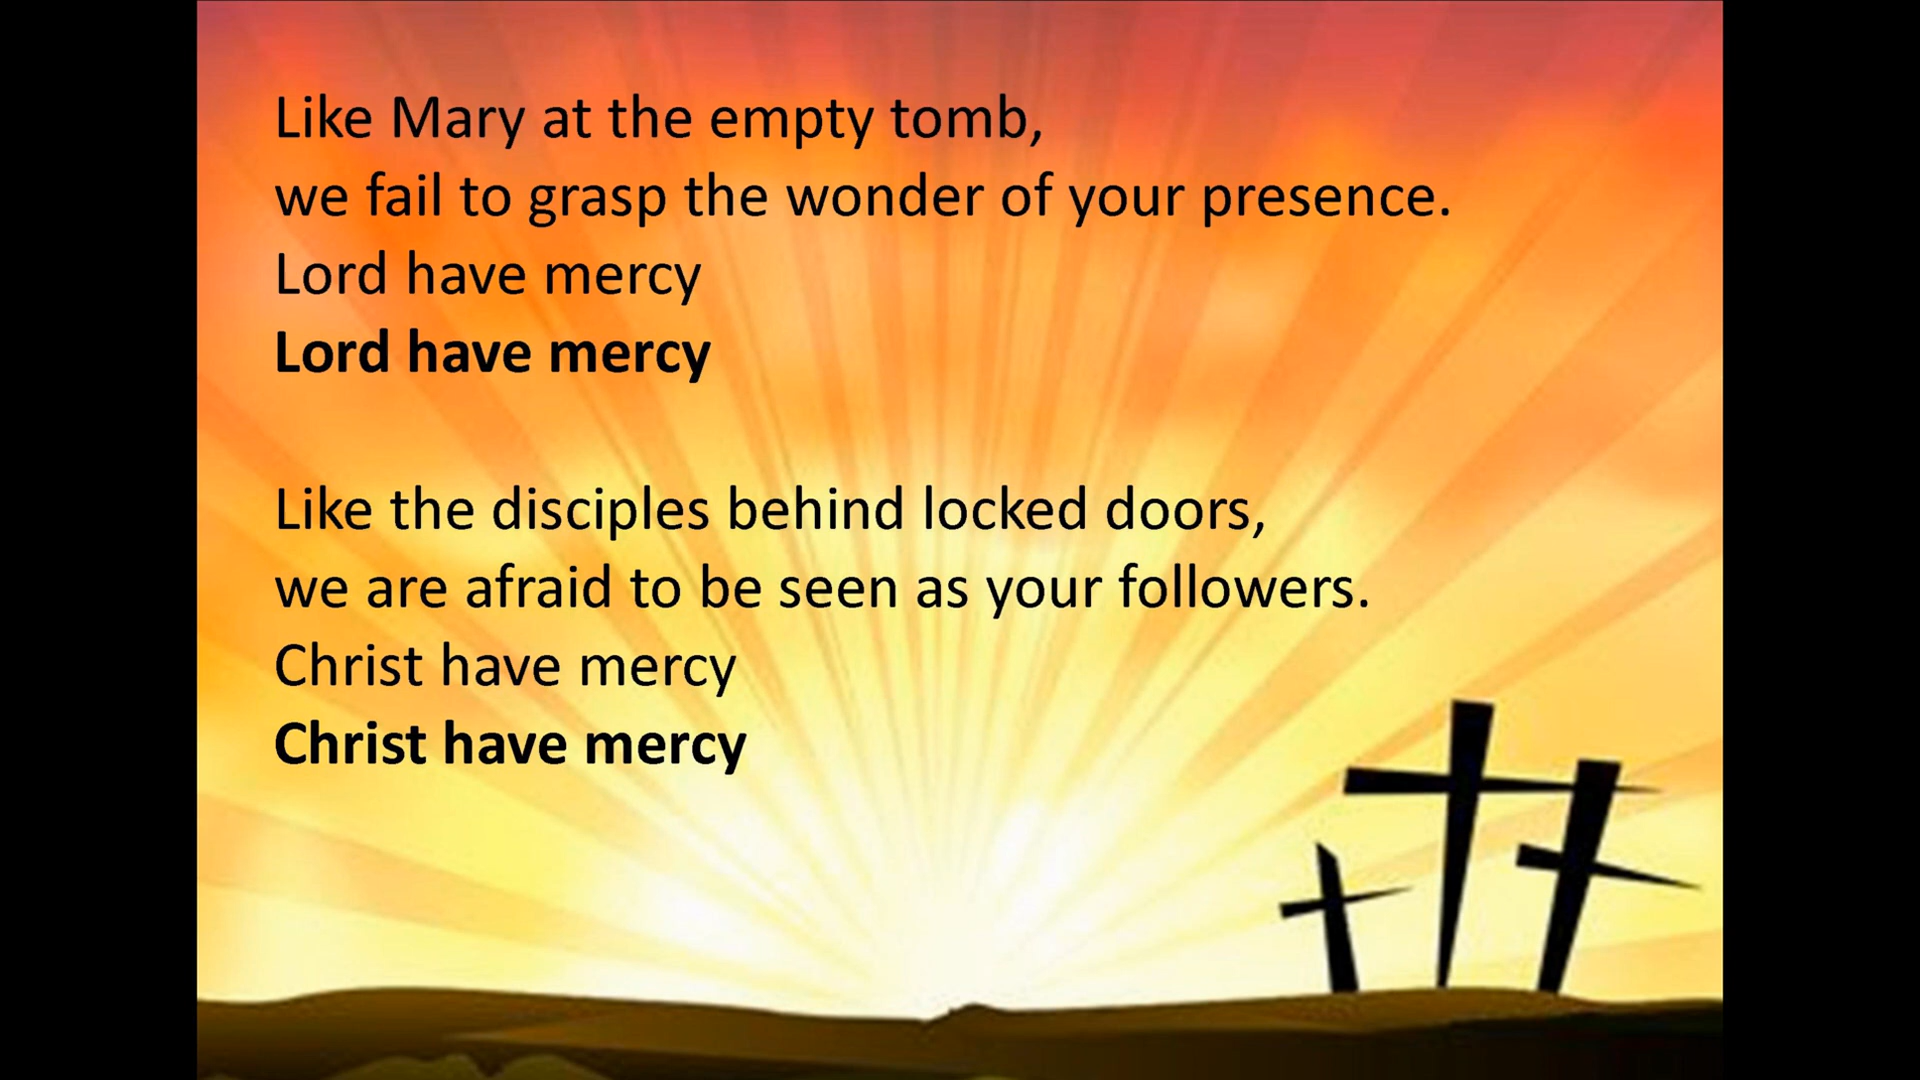 Like Mary at the empty tomb,
we fail to grasp the wonder of your presence.
Lord have mercy
Lord have mercy
Like the disciples behind locked doors,
we are afraid to be seen as your followers.
Christ have mercy
Christ have mercy